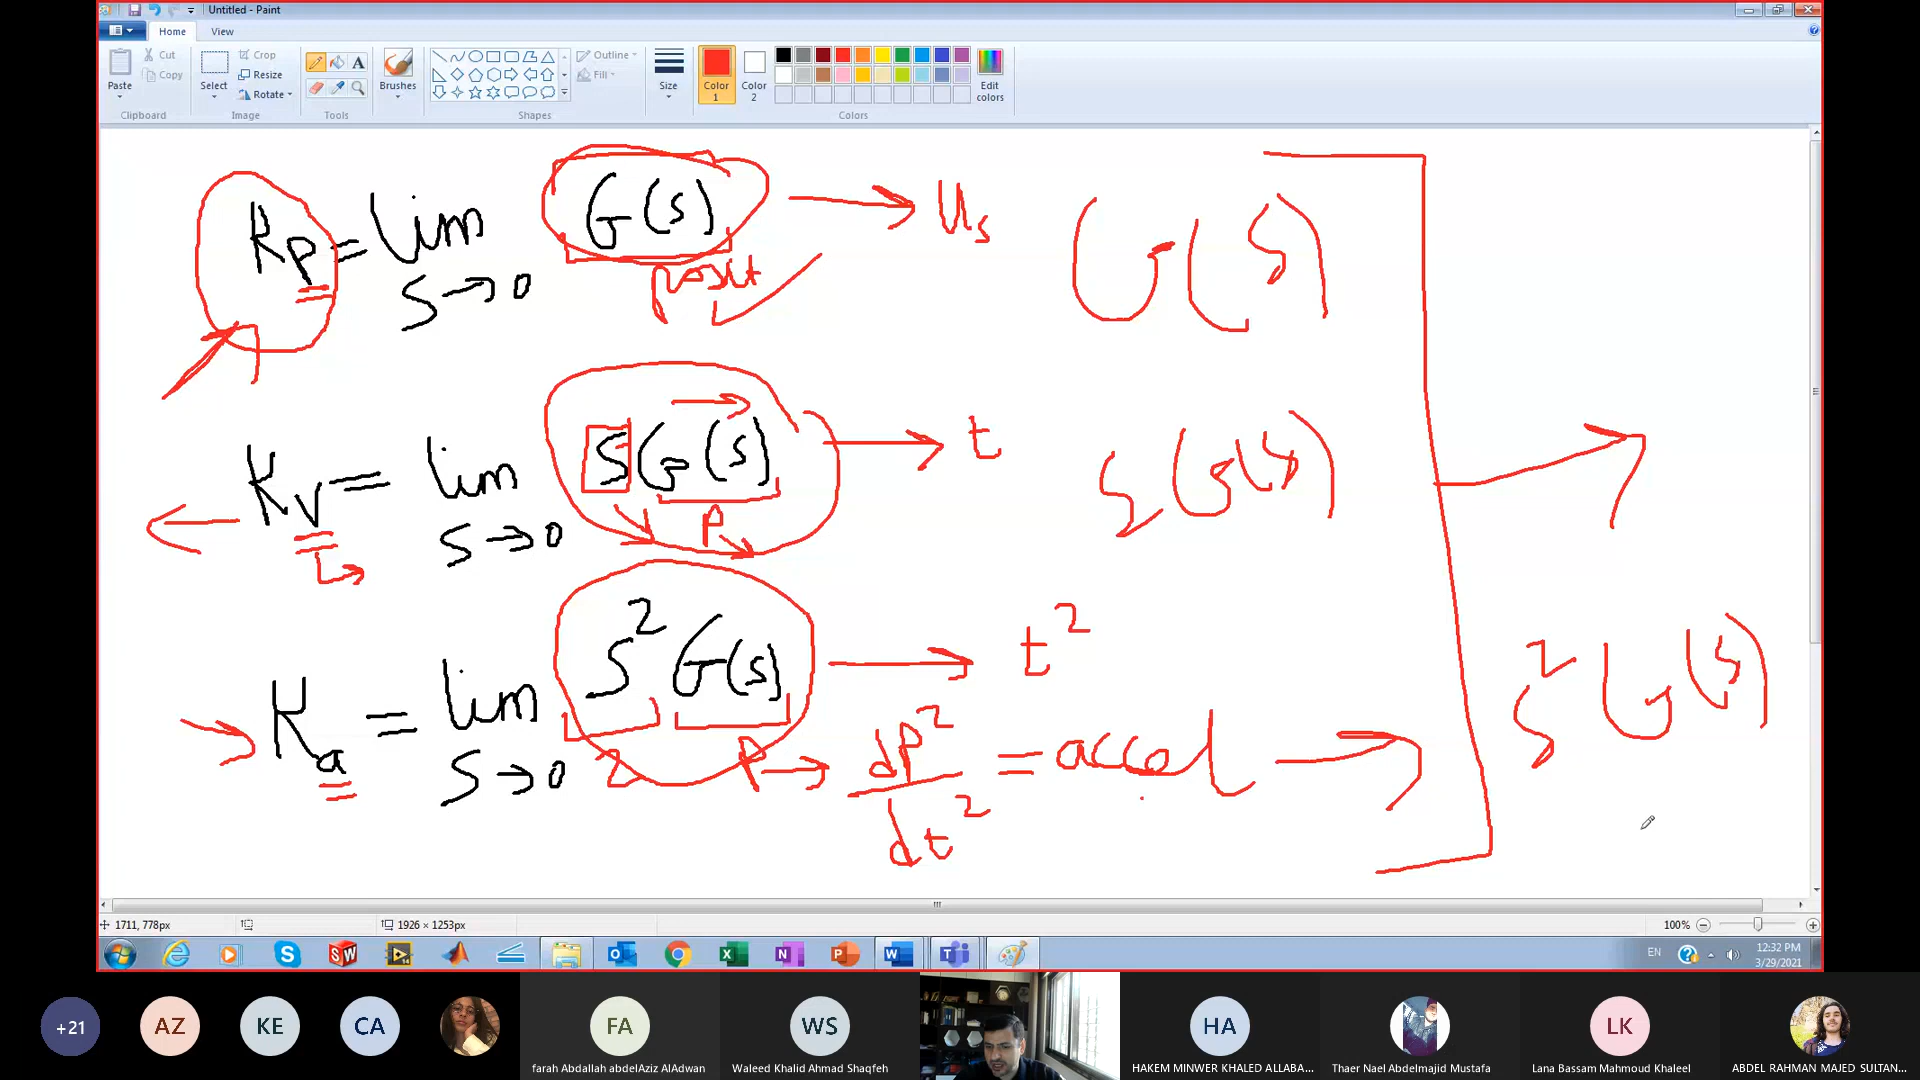 Untitled - Paint
Home View
Cut
Copy
Paste
Clipboard
Select
Crop
Resize
Rotate
Image
Tools
Brushes
Shapes
Outline
Fill
Size
Color 1
Color 2
Edit colors
Colors
Kp = lim G(s) → Us G(s)
S→0 posit
Kv = lim S G(s) → t S G(s)
S→0 V P
Ka = lim S² G(s) → t² S² G(s)
S→0 2 P → dP²/dt² = accel →
1711, 778px
1926 × 1253px
100%
EN
12:32 PM
3/29/2021
+21 AZ KE CA FA WS HA LK
farah Abdallah abdelAziz AlAdwan
Waleed Khalid Ahmad Shaqfeh
HAKEM MINWER KHALED ALLABA...
Thaer Nael Abdelmajid Mustafa
Lana Bassam Mahmoud Khaleel
ABDEL RAHMAN MAJED SULTAN...